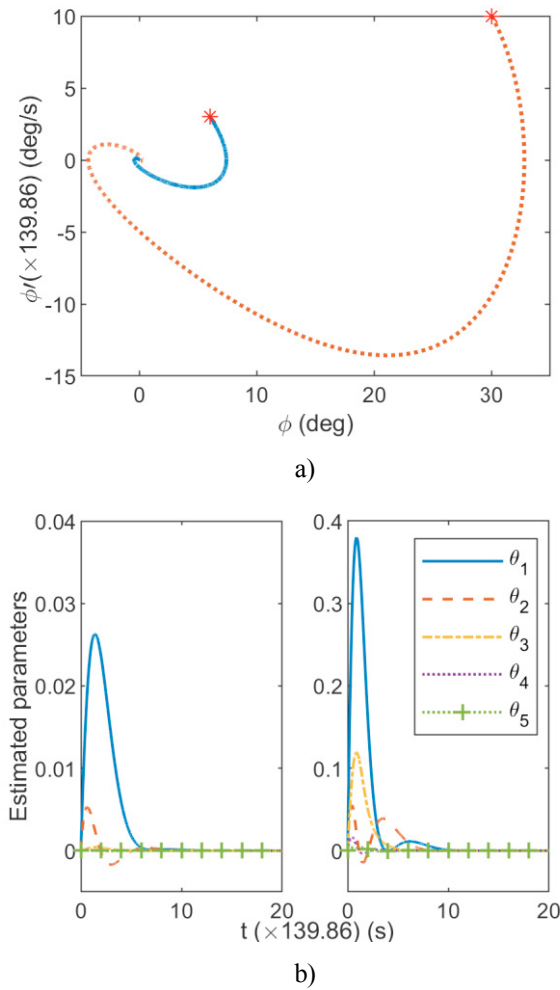 10
5
0
-5
-10
-15
ϕ′(×139.86) (deg/s)
0 10 20 30
ϕ (deg)
a)
0.04
0.03
0.02
0.01
0
Estimated parameters
0.4
0.3
0.2
0.1
0
θ1
θ2
θ3
θ4
θ5
0 10 20 0 10 20
t (×139.86) (s)
b)